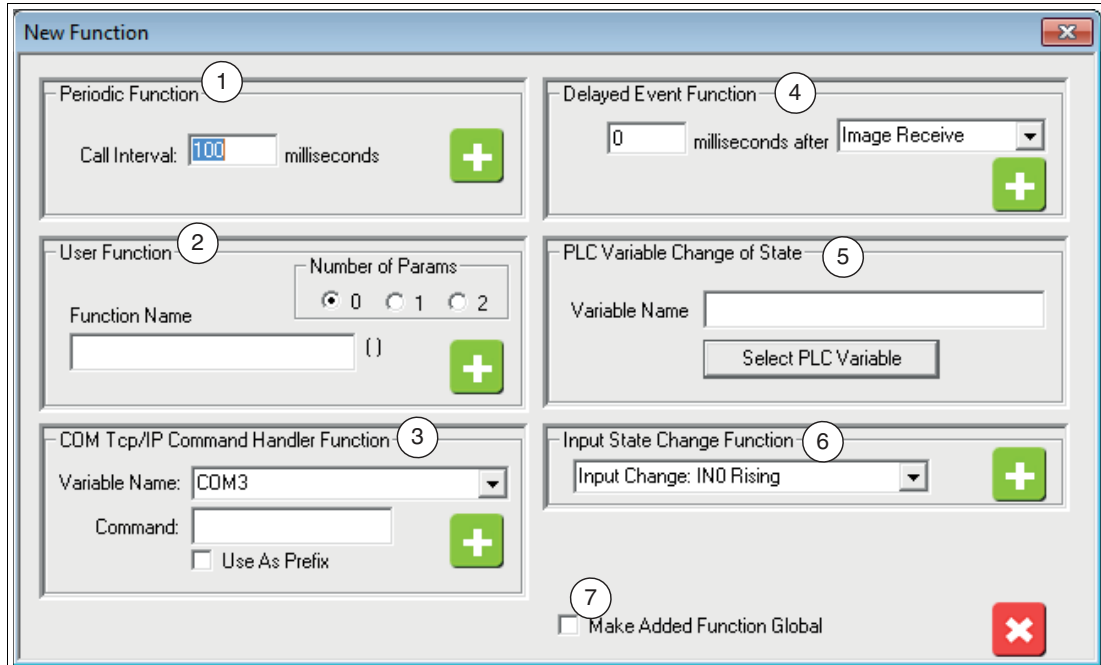 New Function
Periodic Function 1
Call Interval: 100 milliseconds
User Function 2
Number of Params
0 1 2
Function Name
()
COM Tcp/IP Command Handler Function 3
Variable Name: COM3
Command:
Use As Prefix
Delayed Event Function 4
0 milliseconds after Image Receive
PLC Variable Change of State 5
Variable Name
Select PLC Variable
Input State Change Function 6
Input Change: IN0 Rising
7
Make Added Function Global